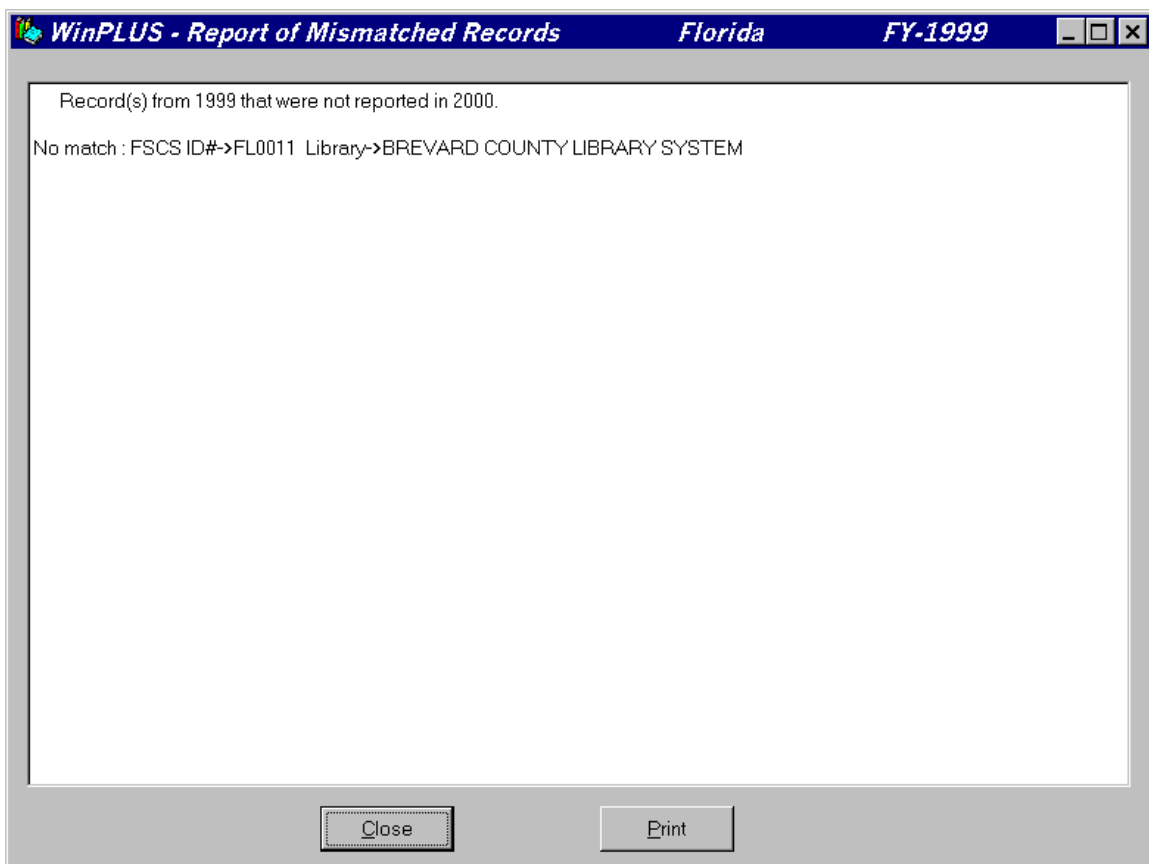 WinPLUS - Report of Mismatched Records Florida FY-1999
Record(s) from 1999 that were not reported in 2000.
No match : FSCS ID#->FL0011 Library->BREVARD COUNTY LIBRARY SYSTEM
Close Print